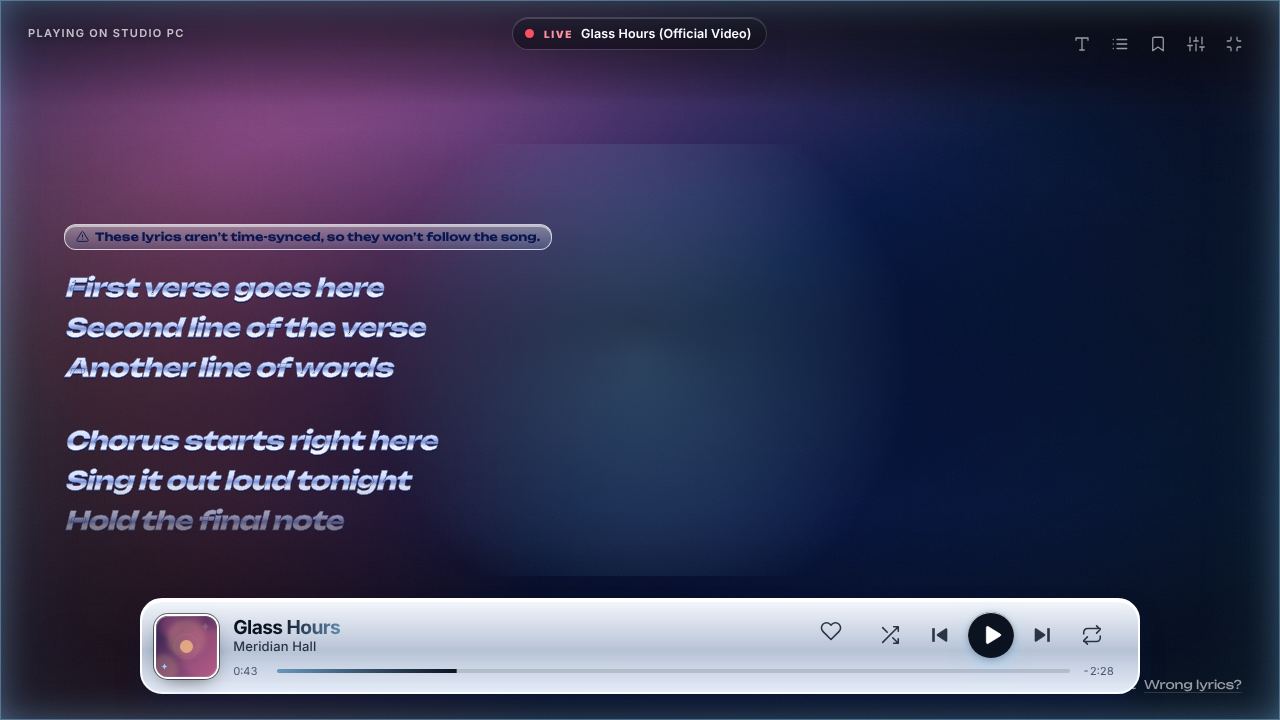 PLAYING ON STUDIO PC
LIVE Glass Hours (Official Video)
These lyrics aren't time-synced, so they won't follow the song.
First verse goes here
Second line of the verse
Another line of words
Chorus starts right here
Sing it out loud tonight
Hold the final note
Glass Hours
Meridian Hall
0:43
-2:28
Wrong lyrics?